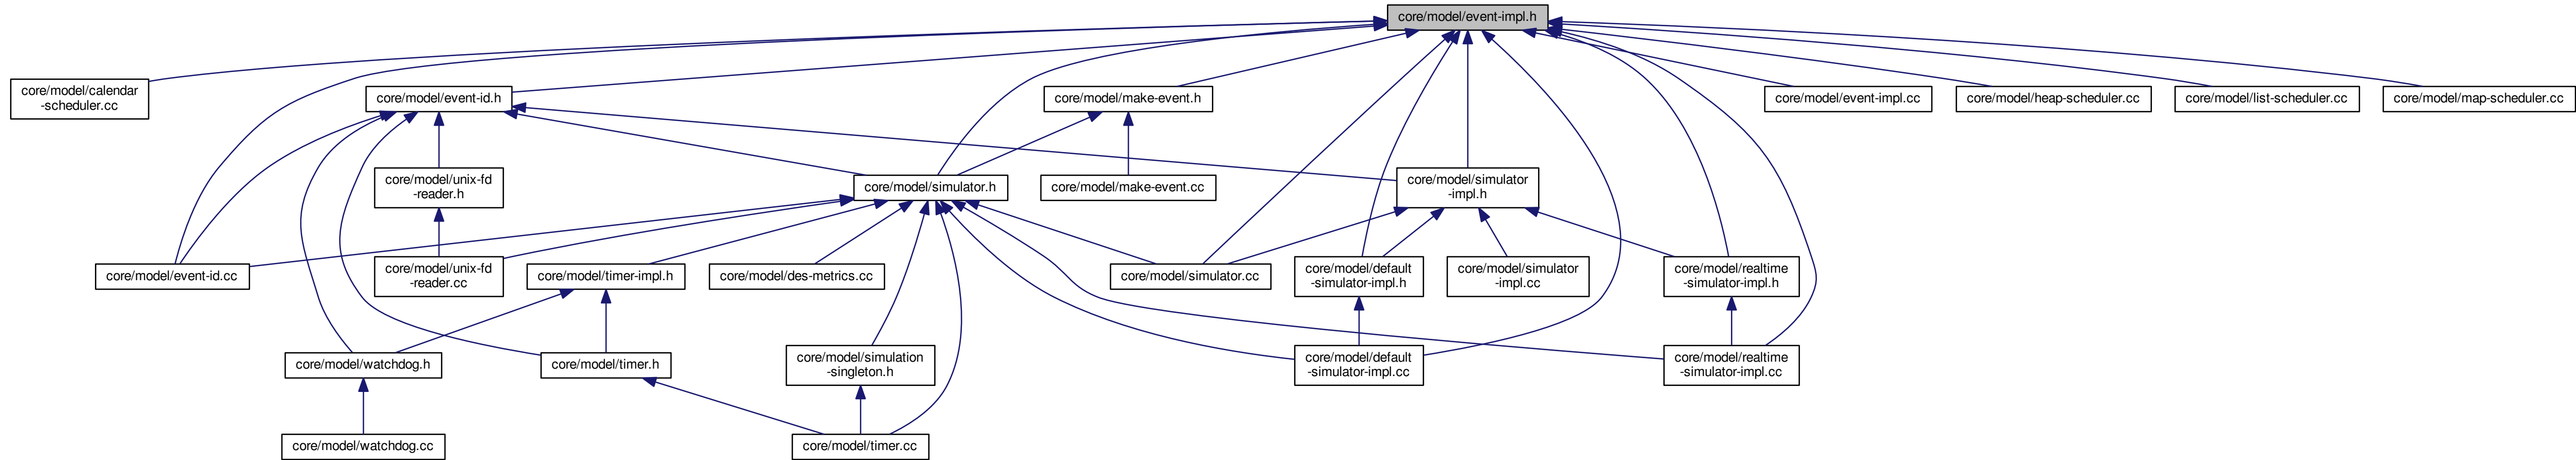 core/model/event-impl.h
core/model/calendar
-scheduler.cc
core/model/event-id.h
core/model/make-event.h
core/model/event-impl.cc
core/model/heap-scheduler.cc
core/model/list-scheduler.cc
core/model/map-scheduler.cc
core/model/unix-fd
-reader.h
core/model/simulator.h
core/model/make-event.cc
core/model/simulator
-impl.h
core/model/event-id.cc
core/model/unix-fd
-reader.cc
core/model/timer-impl.h
core/model/des-metrics.cc
core/model/simulator.cc
core/model/default
-simulator-impl.h
core/model/simulator
-impl.cc
core/model/realtime
-simulator-impl.h
core/model/watchdog.h
core/model/timer.h
core/model/simulation
-singleton.h
core/model/default
-simulator-impl.cc
core/model/realtime
-simulator-impl.cc
core/model/watchdog.cc
core/model/timer.cc